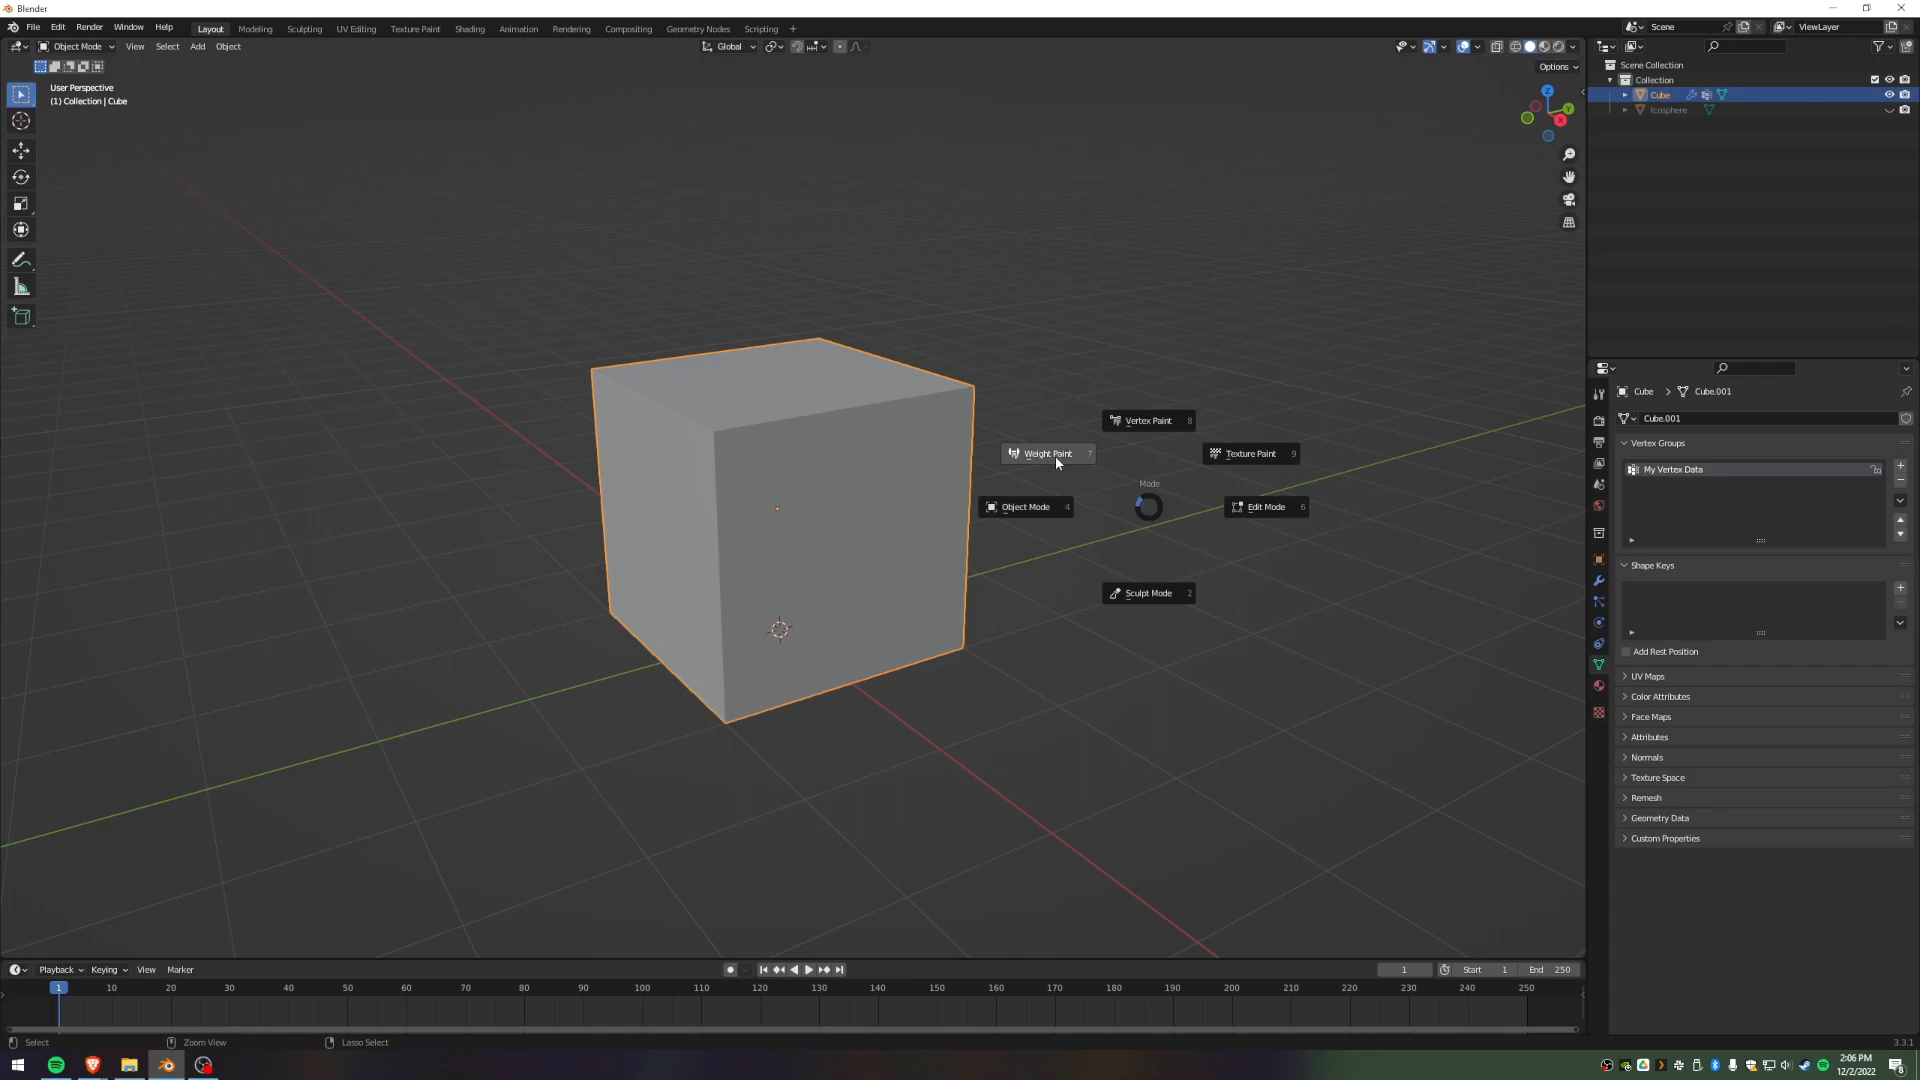 Blender
File Edit Render Window Help Layout Modeling Sculpting UV Editing Texture Paint Shading Animation Rendering Compositing Geometry Nodes Scripting + Scene ViewLayer
Object Mode View Select Add Object Global
Options
User Perspective
(1) Collection | Cube
Z
Y
X
Scene Collection
Collection
Cube
Icosphere
Cube > Cube.001
Cube.001
Vertex Groups
My Vertex Data
Shape Keys
Add Rest Position
UV Maps
Color Attributes
Face Maps
Attributes
Normals
Texture Space
Remesh
Geometry Data
Custom Properties
Vertex Paint 8
Weight Paint 7
Texture Paint 9
Mode
Object Mode 4
Edit Mode 6
Sculpt Mode 2
Playback Keying View Marker 1 Start 1 End 250
1 10 20 30 40 50 60 70 80 90 100 110 120 130 140 150 160 170 180 190 200 210 220 230 240 250
Select Zoom View Lasso Select 3.3.1
2:06 PM
12/2/2022
8